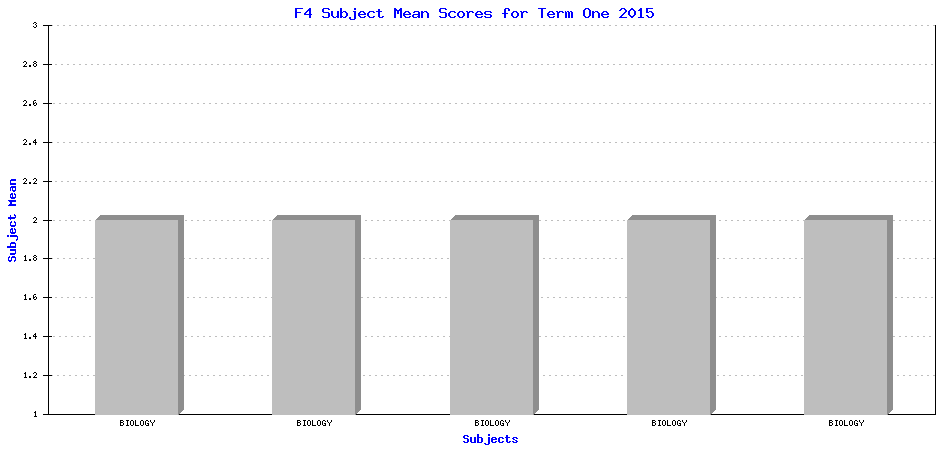 F4 Subject Mean Scores for Term One 2015
3
2.8
2.6
2.4
2.2
2
1.8
1.6
1.4
1.2
1
Subject Mean
BIOLOGY BIOLOGY BIOLOGY BIOLOGY BIOLOGY
Subjects